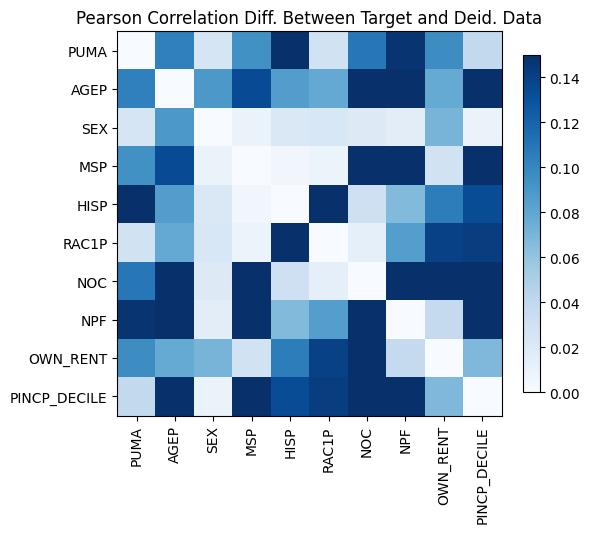 Pearson Correlation Diff. Between Target and Deid. Data
PUMA
AGEP
SEX
MSP
HISP
RAC1P
NOC
NPF
OWN_RENT
PINCP_DECILE
PUMA
AGEP
SEX
MSP
HISP
RAC1P
NOC
NPF
OWN_RENT
PINCP_DECILE
0.14
0.12
0.10
0.08
0.06
0.04
0.02
0.00